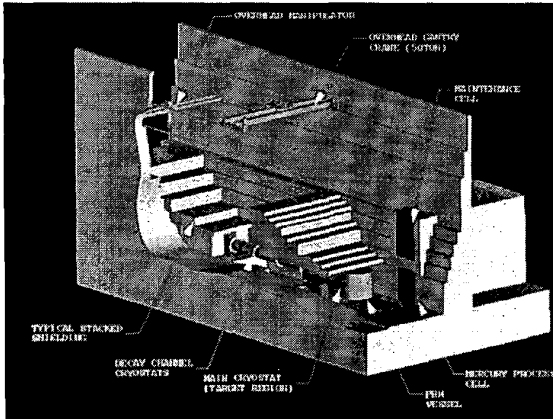 OVERHEAD MANIPULATOR
OVERHEAD GANTRY
CRANE (50TON)
MAINTENANCE
CELL
TYPICAL STACKED
SHIELDING
DECAY CHANNEL
CRYOSTATS
MAIN CRYOSTAT
(TARGET REGION)
MERCURY PROCESS
CELL
VESSEL